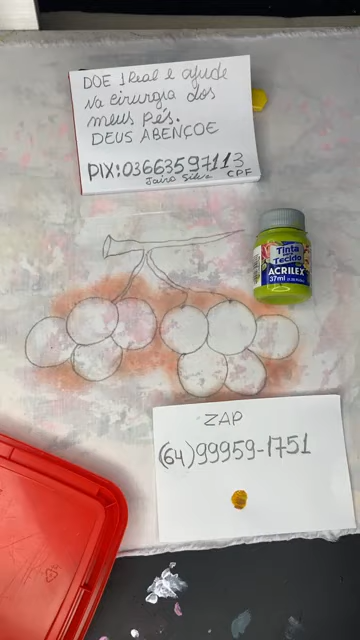 DOE 1 Real e ajude
Na cirurgia dos
meus pés.
DEUS ABENÇOE
PIX:03663597113
Jairo Silva CPF
Tinta
Tecido
ACRILEX
37ml
ZAP
(64)99959-1751